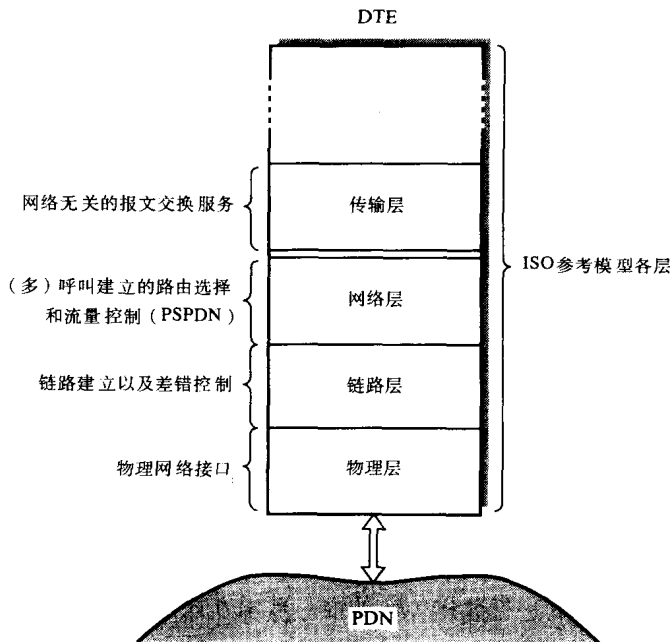 DTE
网络无关的报文交换服务
传输层
ISO参考模型各层
（多）呼叫建立的路由选择
和流量控制（PSPDN）
网络层
链路建立以及差错控制
链路层
物理网络接口
物理层
PDN